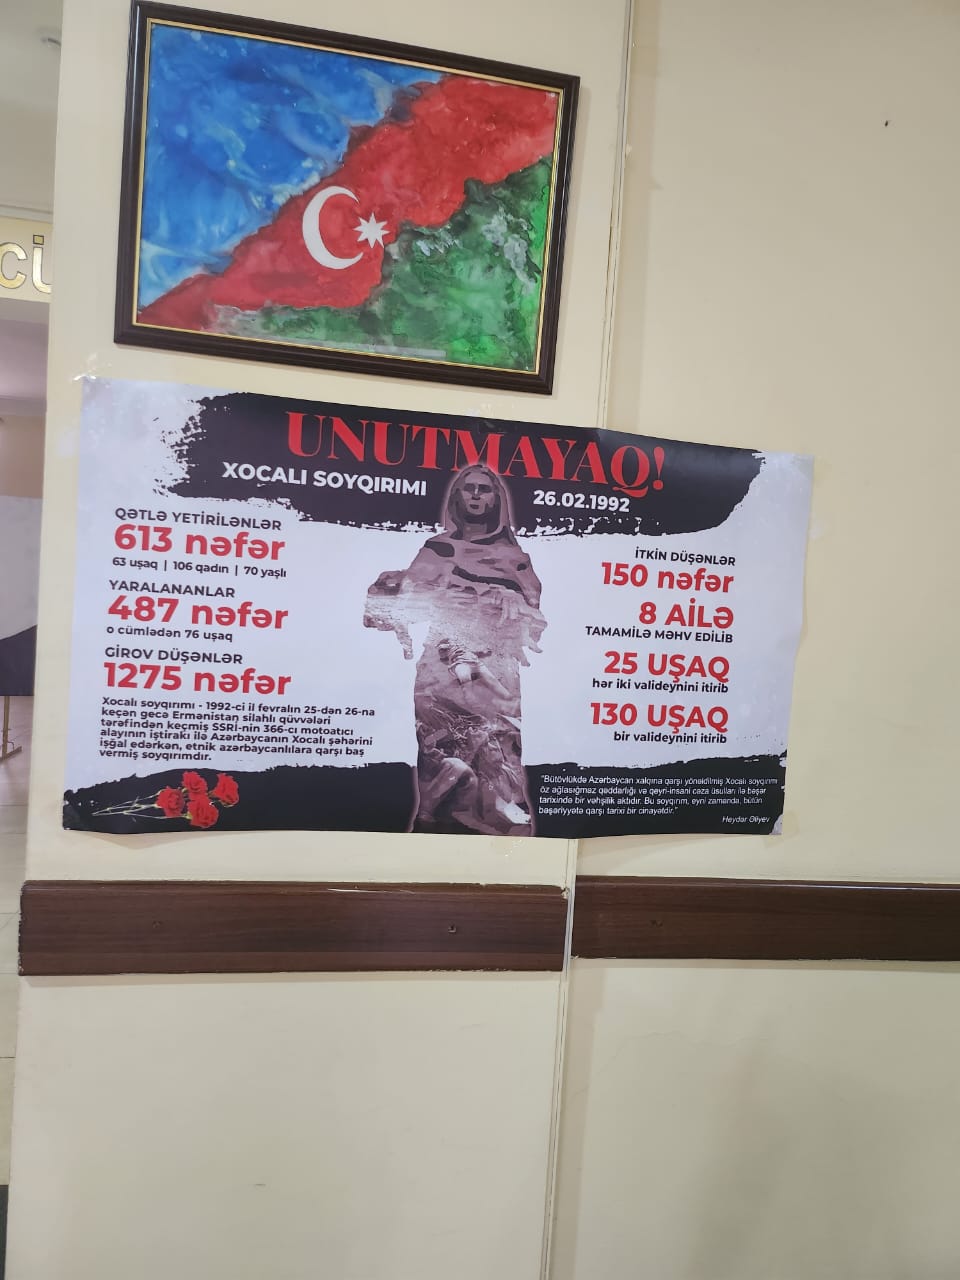 CÜ
UNUTMAYAQ!
XOCALI SOYQIRIMI
26.02.1992
QƏTLƏ YETİRİLƏNLƏR
613 nəfər
63 uşaq | 106 qadın | 70 yaşlı
YARALANANLAR
487 nəfər
o cümlədən 76 uşaq
GİROV DÜŞƏNLƏR
1275 nəfər
Xocalı soyqırımı - 1992-ci il fevralın 25-dən 26-na
keçən gecə Ermənistan silahlı qüvvələri
tərəfindən keçmiş SSRİ-nin 366-cı motoatıcı
alayının iştirakı ilə Azərbaycanın Xocalı şəhərini
işğal edərkən, etnik azərbaycanlılara qarşı baş
vermiş soyqırımdır.
İTKİN DÜŞƏNLƏR
150 nəfər
8 AİLƏ
TAMAMİLƏ MƏHV EDİLİB
25 UŞAQ
hər iki valideynini itirib
130 UŞAQ
bir valideynini itirib
"Bütövlükdə Azərbaycan xalqına qarşı yönəldilmiş Xocalı soyqırımı
öz ağlasığmaz qəddarlığı və qeyri-insani cəza üsulları ilə bəşər
tarixində bir vəhşilik aktıdır. Bu soyqırım, eyni zamanda, bütün
bəşəriyyətə qarşı tarixi bir cinayətdir."
Heydər Əliyev